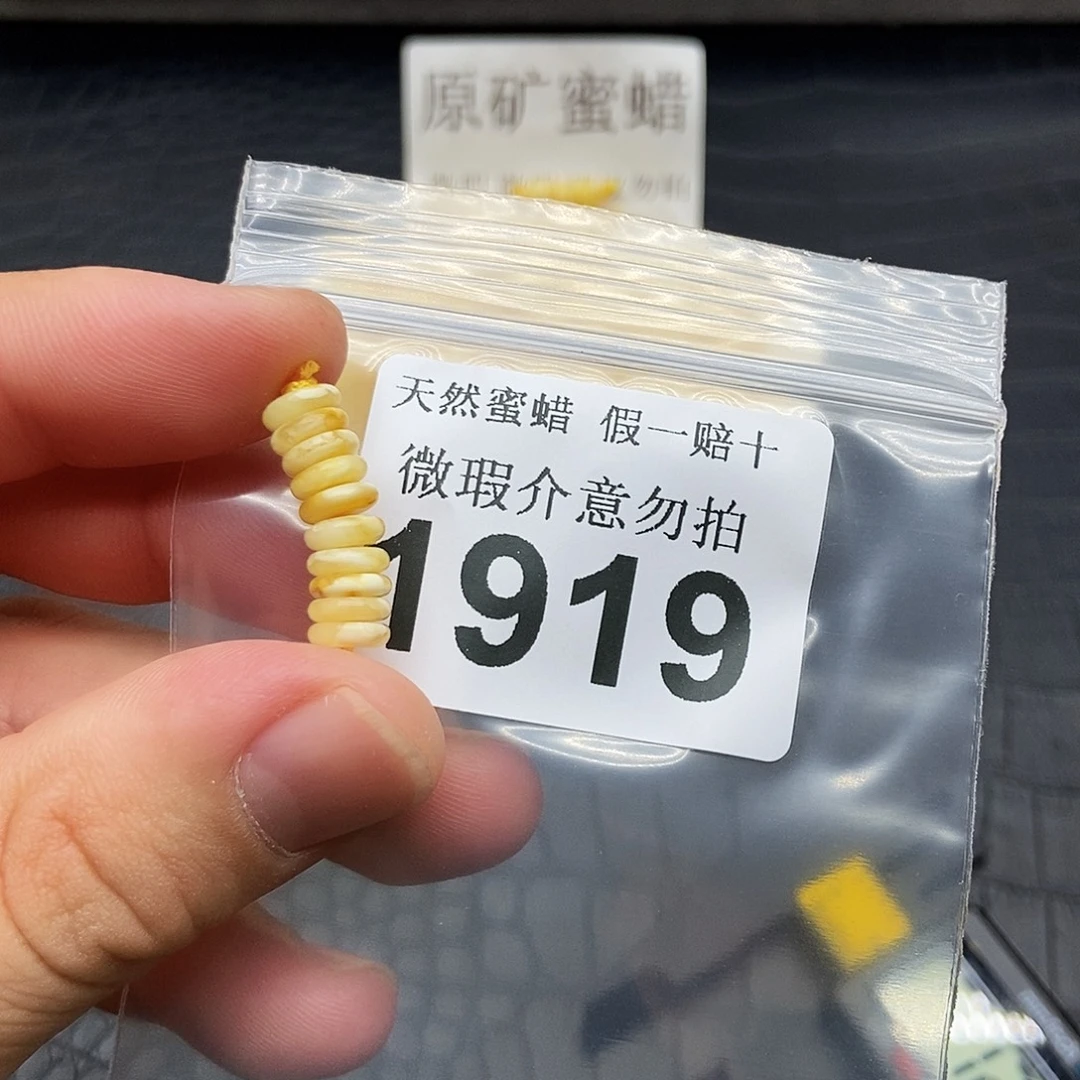 原矿蜜蜡
天然蜜蜡 假一赔十
微瑕介意勿拍
1919